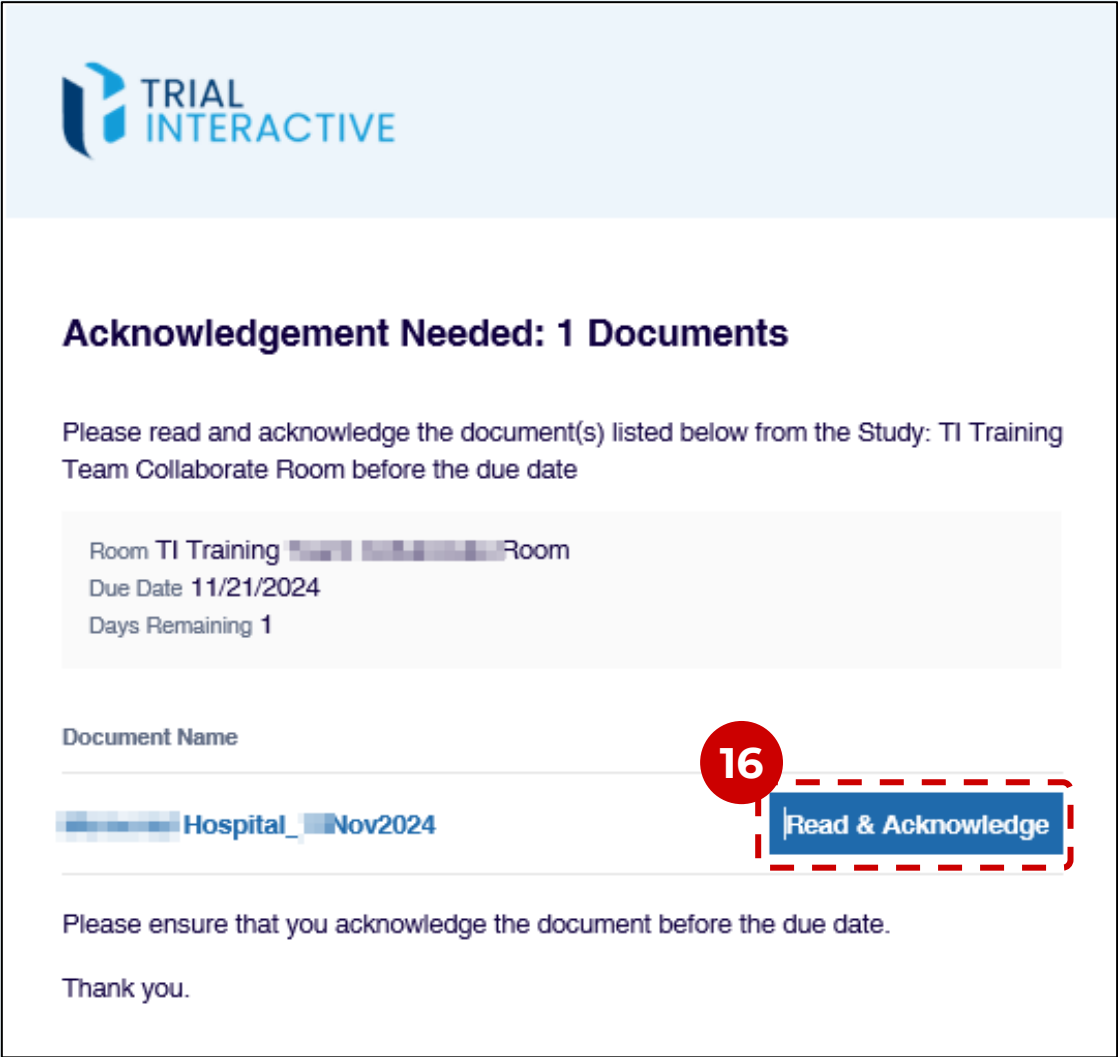 TRIAL
INTERACTIVE
Acknowledgement Needed: 1 Documents
Please read and acknowledge the document(s) listed below from the Study: TI Training
Team Collaborate Room before the due date
Room TI Training Room
Due Date 11/21/2024
Days Remaining 1
Document Name
16
Hospital_ Nov2024
Read & Acknowledge
Please ensure that you acknowledge the document before the due date.
Thank you.